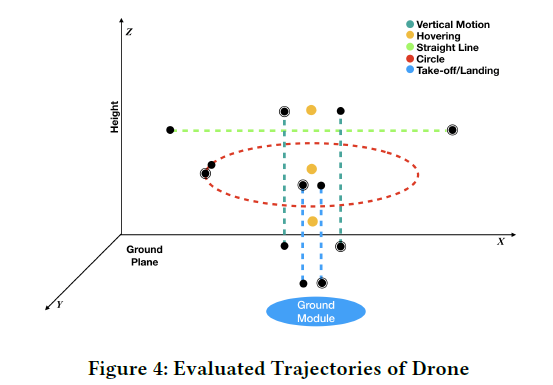 Z
Vertical Motion
Hovering
Straight Line
Circle
Take-off/Landing
Height
X
Ground
Plane
Y
Ground
Module
Figure 4: Evaluated Trajectories of Drone